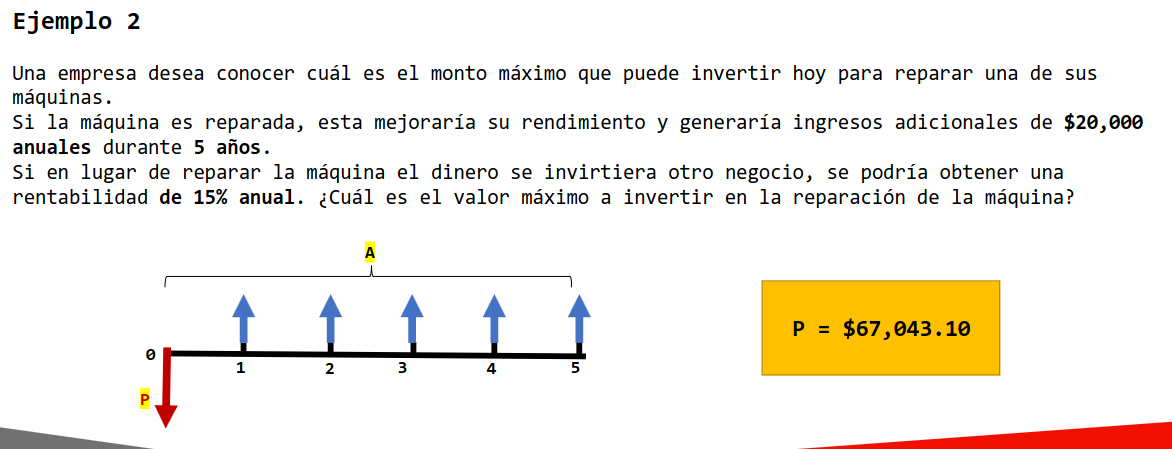 Ejemplo 2
Una empresa desea conocer cuál es el monto máximo que puede invertir hoy para reparar una de sus
máquinas.
Si la máquina es reparada, esta mejoraría su rendimiento y generaría ingresos adicionales de $20,000
anuales durante 5 años.
Si en lugar de reparar la máquina el dinero se invirtiera otro negocio, se podría obtener una
rentabilidad de 15% anual. ¿Cuál es el valor máximo a invertir en la reparación de la máquina?
A
P = $67,043.10
0
1 2 3 4 5
P